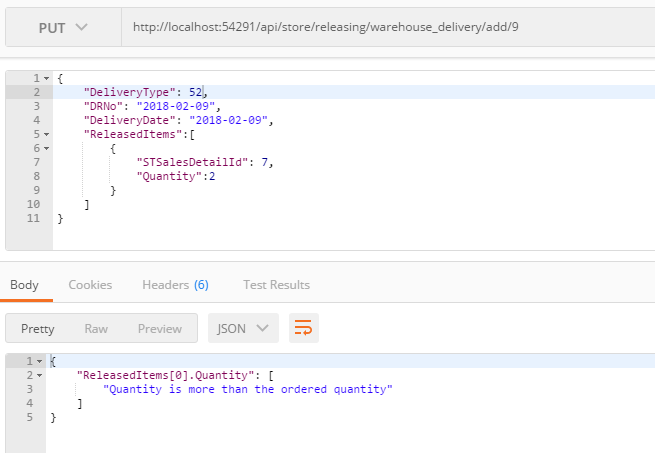 PUT http://localhost:54291/api/store/releasing/warehouse_delivery/add/9
1 {
2 "DeliveryType": 52,
3 "DRNo": "2018-02-09",
4 "DeliveryDate": "2018-02-09",
5 "ReleasedItems":[
6 {
7 "STSalesDetailId": 7,
8 "Quantity":2
9 }
10 ]
11 }
Body Cookies Headers (6) Test Results
Pretty Raw Preview JSON
1 {
2 "ReleasedItems[0].Quantity": [
3 "Quantity is more than the ordered quantity"
4 ]
5 }